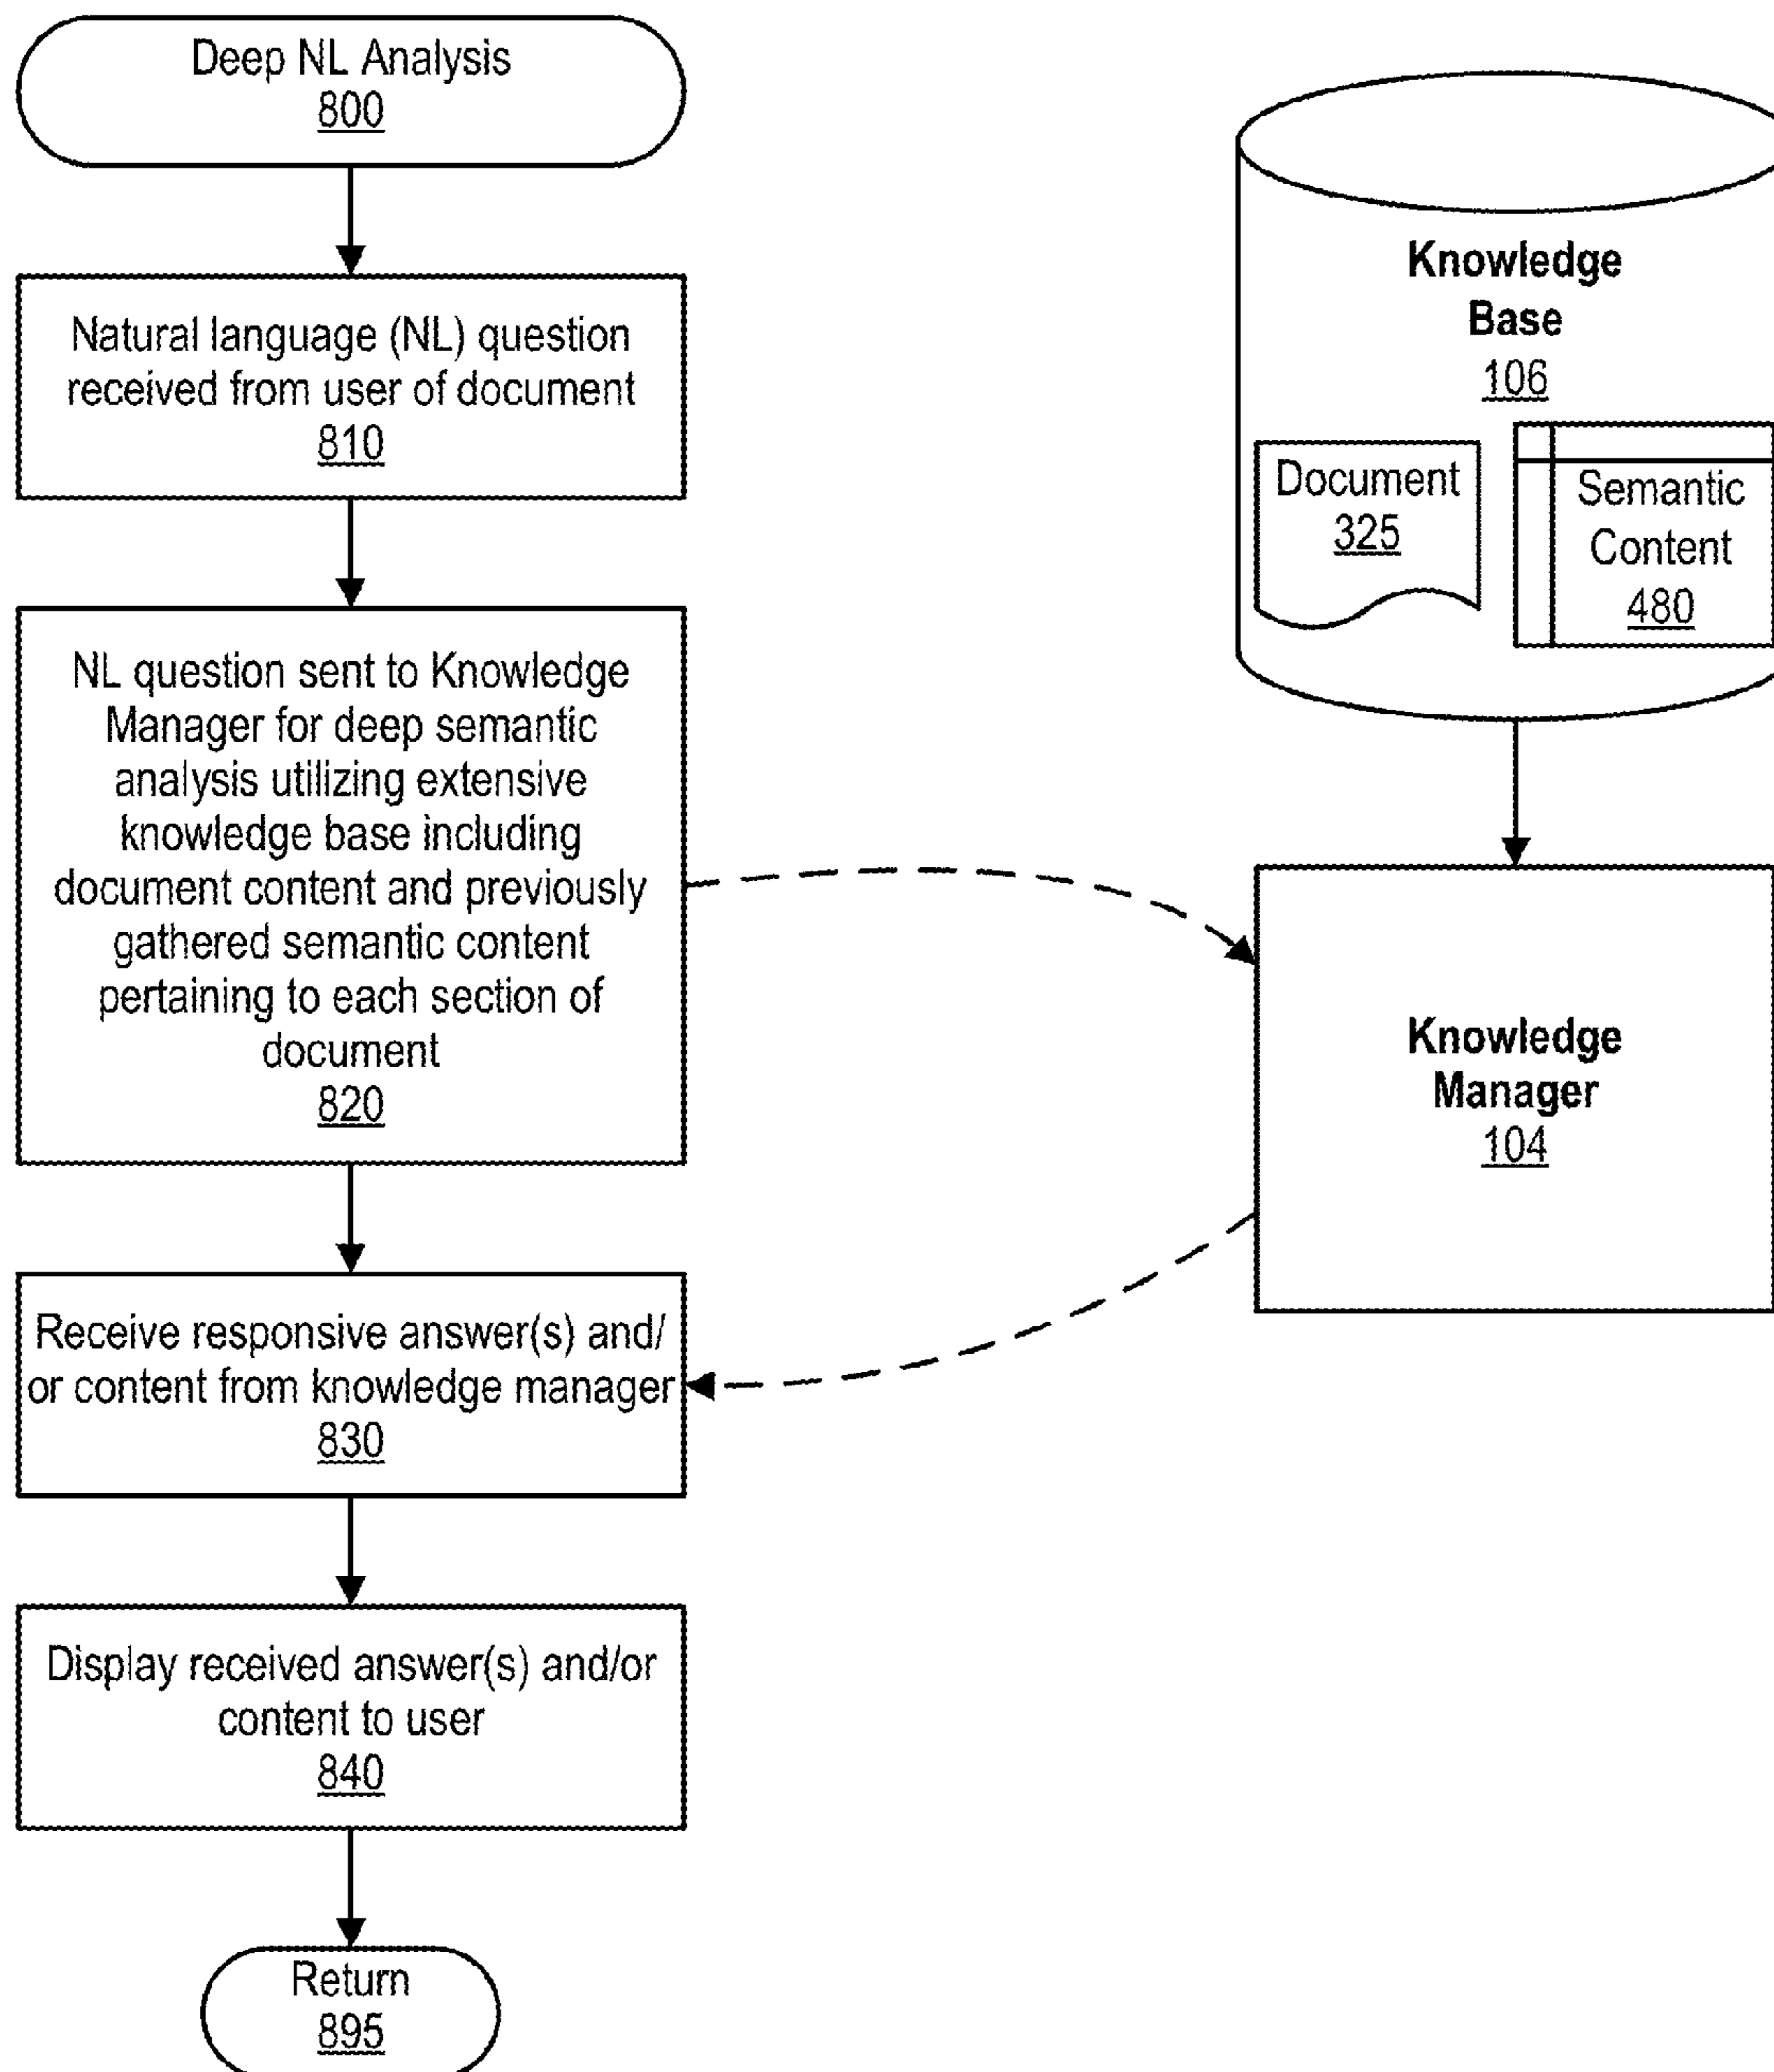 Deep NL Analysis
800
Natural language (NL) question
received from user of document
810
NL question sent to Knowledge
Manager for deep semantic
analysis utilizing extensive
knowledge base including
document content and previously
gathered semantic content
pertaining to each section of
document
820
Receive responsive answer(s) and/
or content from knowledge manager
830
Display received answer(s) and/or
content to user
840
Return
895
Knowledge
Base
106
Document
325
Semantic
Content
480
Knowledge
Manager
104